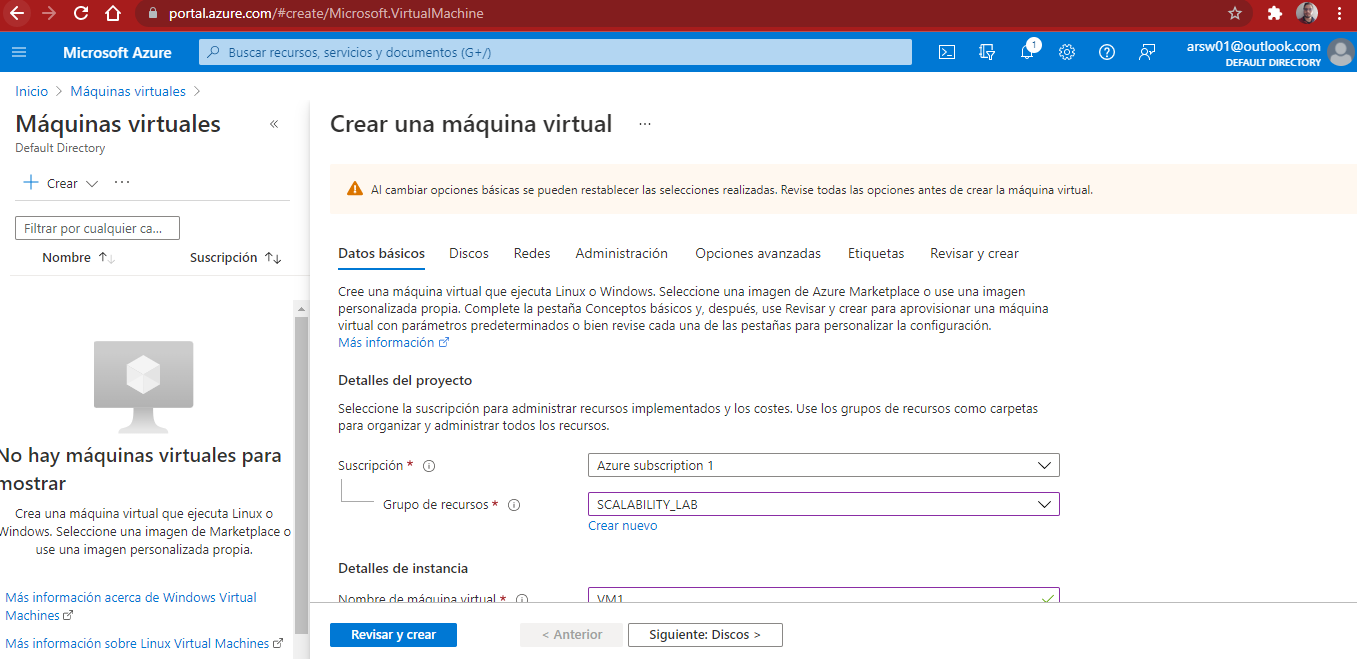 portal.azure.com/#create/Microsoft.VirtualMachine
Microsoft Azure
Buscar recursos, servicios y documentos (G+/)
1
arsw01@outlook.com
DEFAULT DIRECTORY
Inicio > Máquinas virtuales >
Máquinas virtuales
Default Directory
+ Crear ...
Filtrar por cualquier ca...
Nombre ↑↓ Suscripción ↑↓
No hay máquinas virtuales para
mostrar
Crea una máquina virtual que ejecuta Linux o
Windows. Seleccione una imagen de Marketplace o
use una imagen personalizada propia.
Más información acerca de Windows Virtual
Machines
Más información sobre Linux Virtual Machines
Crear una máquina virtual ...
Al cambiar opciones básicas se pueden restablecer las selecciones realizadas. Revise todas las opciones antes de crear la máquina virtual.
Datos básicos Discos Redes Administración Opciones avanzadas Etiquetas Revisar y crear
Cree una máquina virtual que ejecuta Linux o Windows. Seleccione una imagen de Azure Marketplace o use una imagen
personalizada propia. Complete la pestaña Conceptos básicos y, después, use Revisar y crear para aprovisionar una máquina
virtual con parámetros predeterminados o bien revise cada una de las pestañas para personalizar la configuración.
Más información
Detalles del proyecto
Seleccione la suscripción para administrar recursos implementados y los costes. Use los grupos de recursos como carpetas
para organizar y administrar todos los recursos.
Suscripción * Azure subscription 1
Grupo de recursos * SCALABILITY_LAB
Crear nuevo
Detalles de instancia
Nombre de máquina virtual * VM1
Revisar y crear < Anterior Siguiente: Discos >